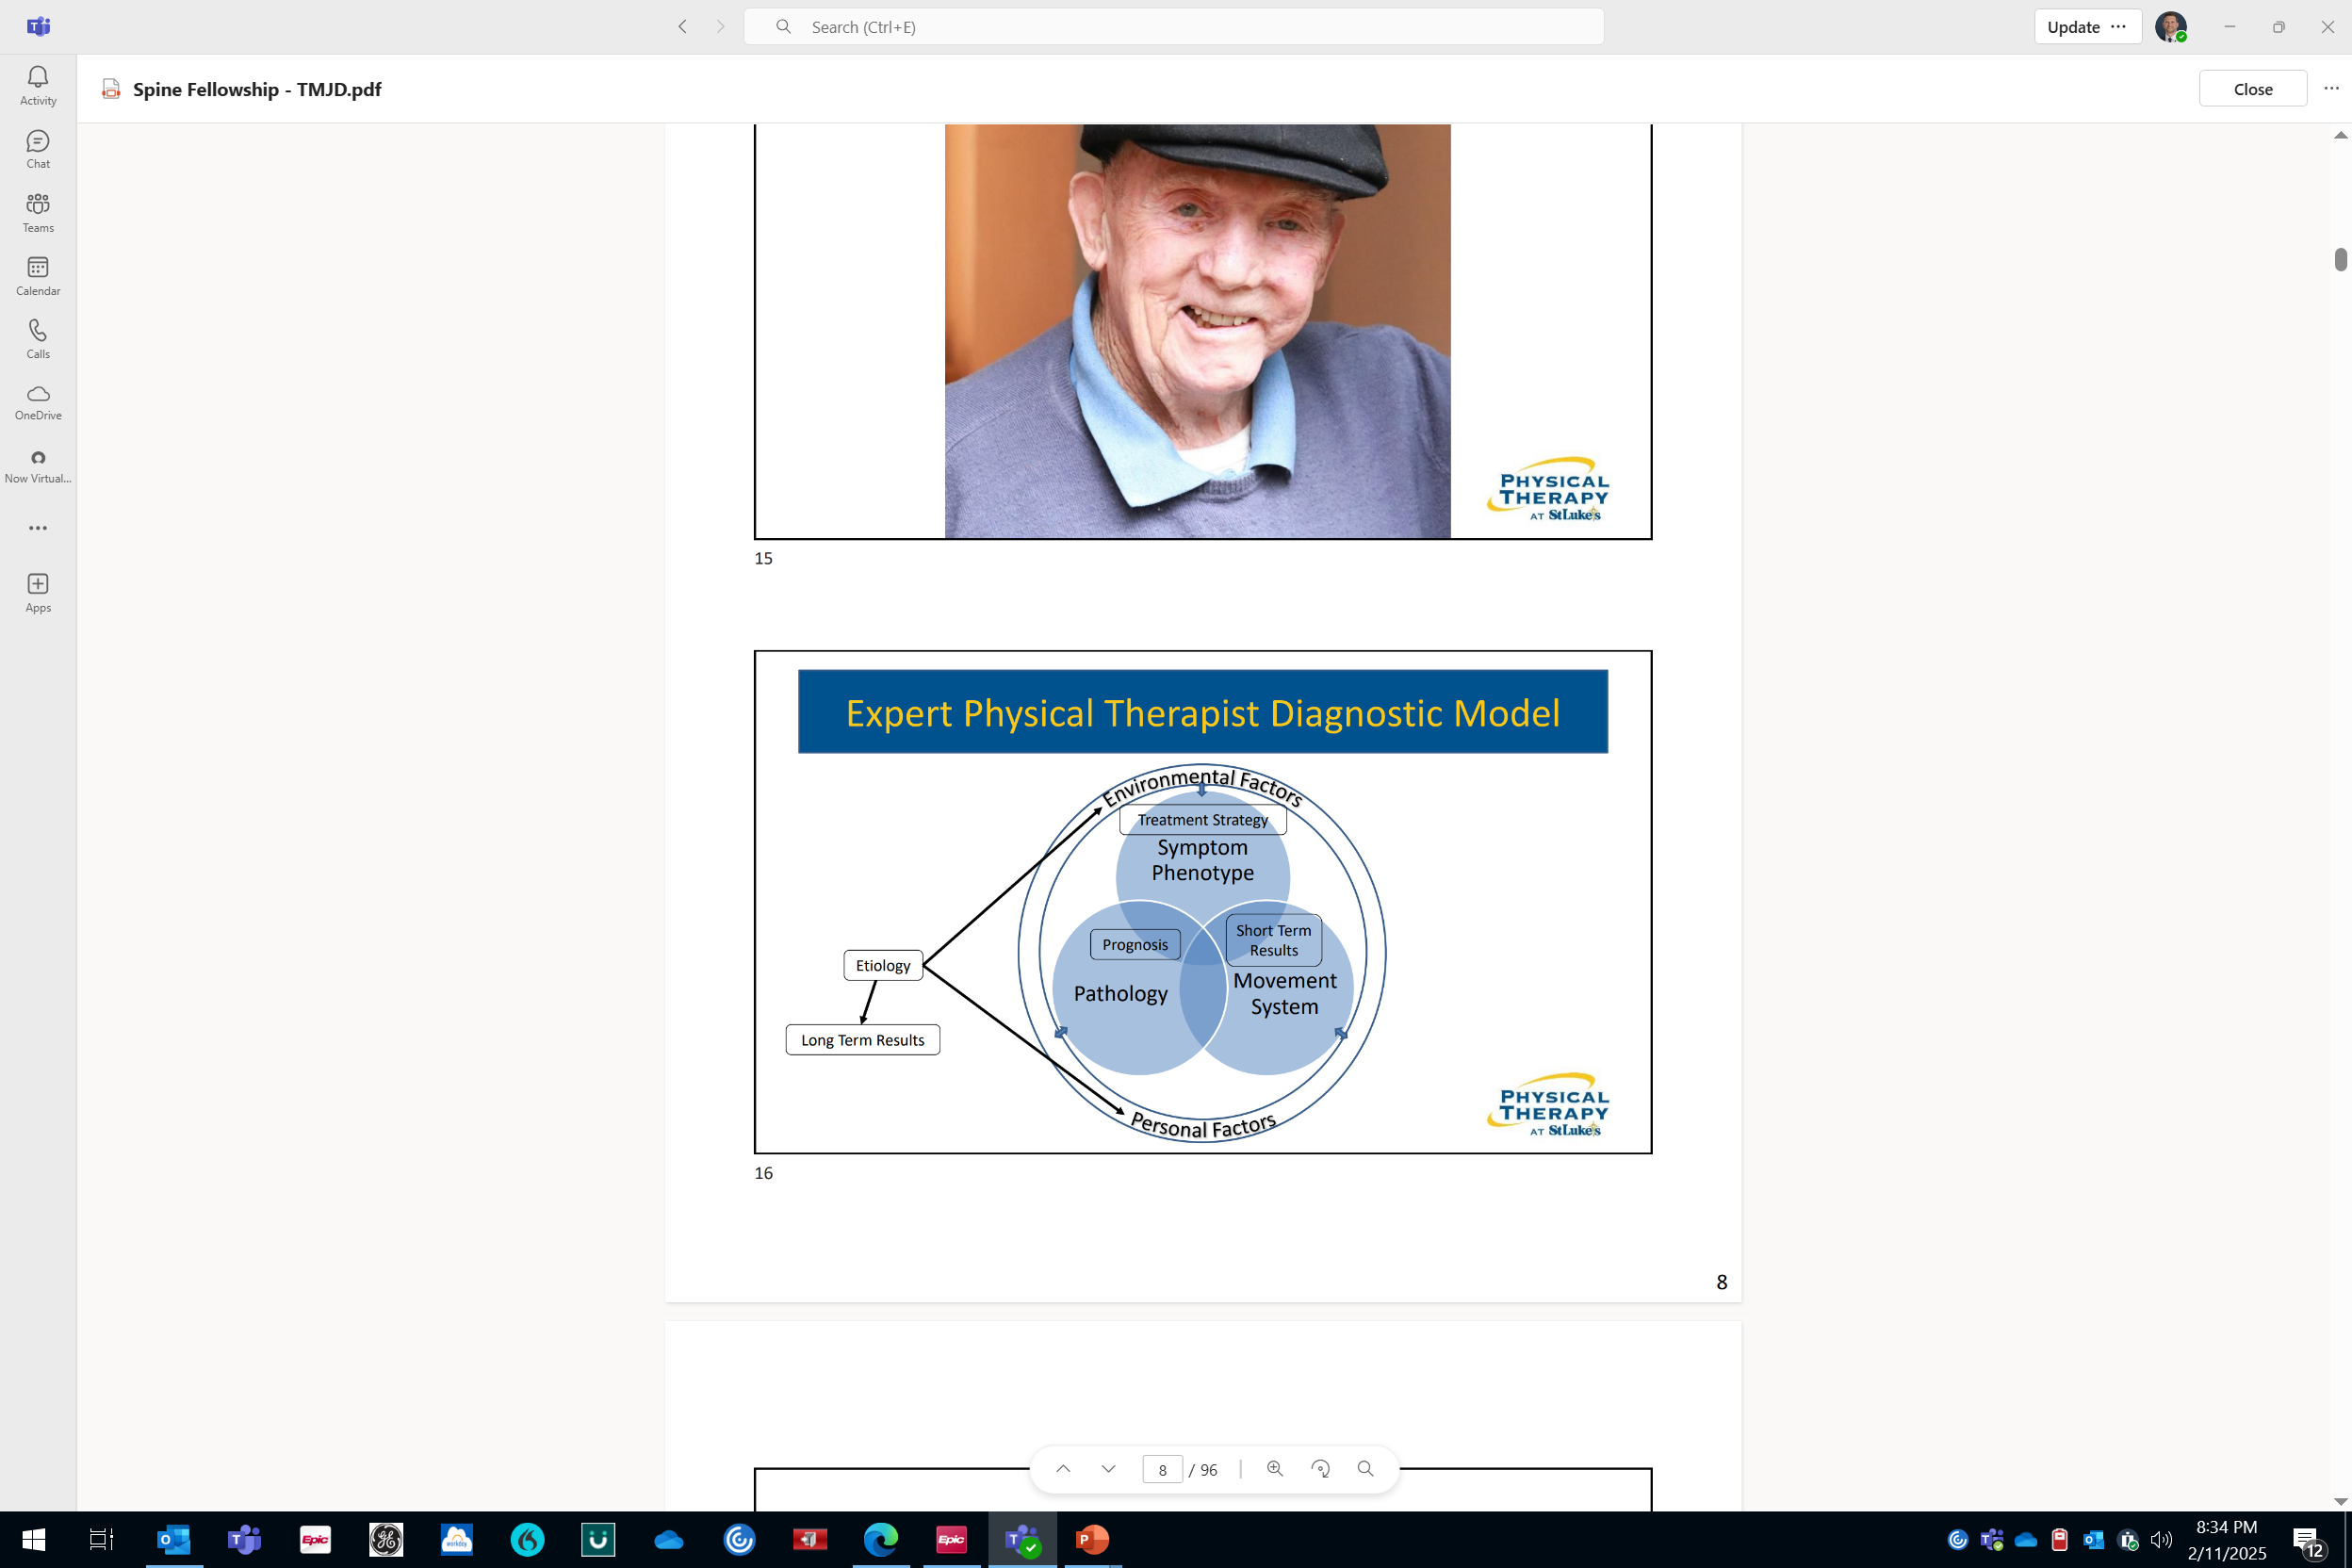 Search (Ctrl+E)
Update
Spine Fellowship - TMJD.pdf
Close
Activity
Chat
Teams
Calendar
Calls
OneDrive
Now Virtual...
Apps
PHYSICAL
THERAPY
AT StLuke's
15
Expert Physical Therapist Diagnostic Model
Environmental Factors
Treatment Strategy
Symptom
Phenotype
Prognosis
Short Term
Results
Etiology
Pathology
Movement
System
Long Term Results
Personal Factors
PHYSICAL
THERAPY
AT StLuke's
16
8
8 / 96
Epic
workday.
Epic
8:34 PM
2/11/2025
12